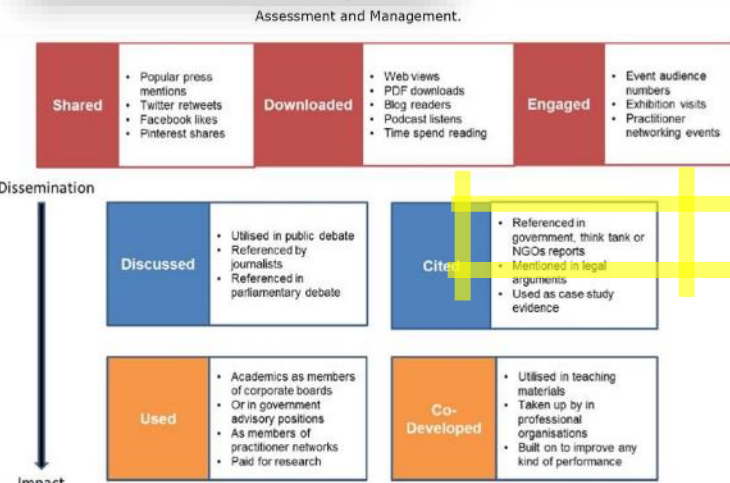 Assessment and Management.
Shared
• Popular press
mentions
• Twitter retweets
• Facebook likes
• Pinterest shares
Downloaded
• Web views
• PDF downloads
• Blog readers
• Podcast listens
• Time spend reading
Engaged
• Event audience
numbers
• Exhibition visits
• Practitioner
networking events
Dissemination
Discussed
• Utilised in public debate
• Referenced by
journalists
• Referenced in
parliamentary debate
Cited
• Referenced in
government, think tank or
NGOs reports
• Mentioned in legal
arguments
• Used as case study
evidence
Used
• Academics as members
of corporate boards
• Or in government
advisory positions
• As members of
practitioner networks
• Paid for research
Co-
Developed
• Utilised in teaching
materials
• Taken up by in
professional
organisations
• Built on to improve any
kind of performance
Impact